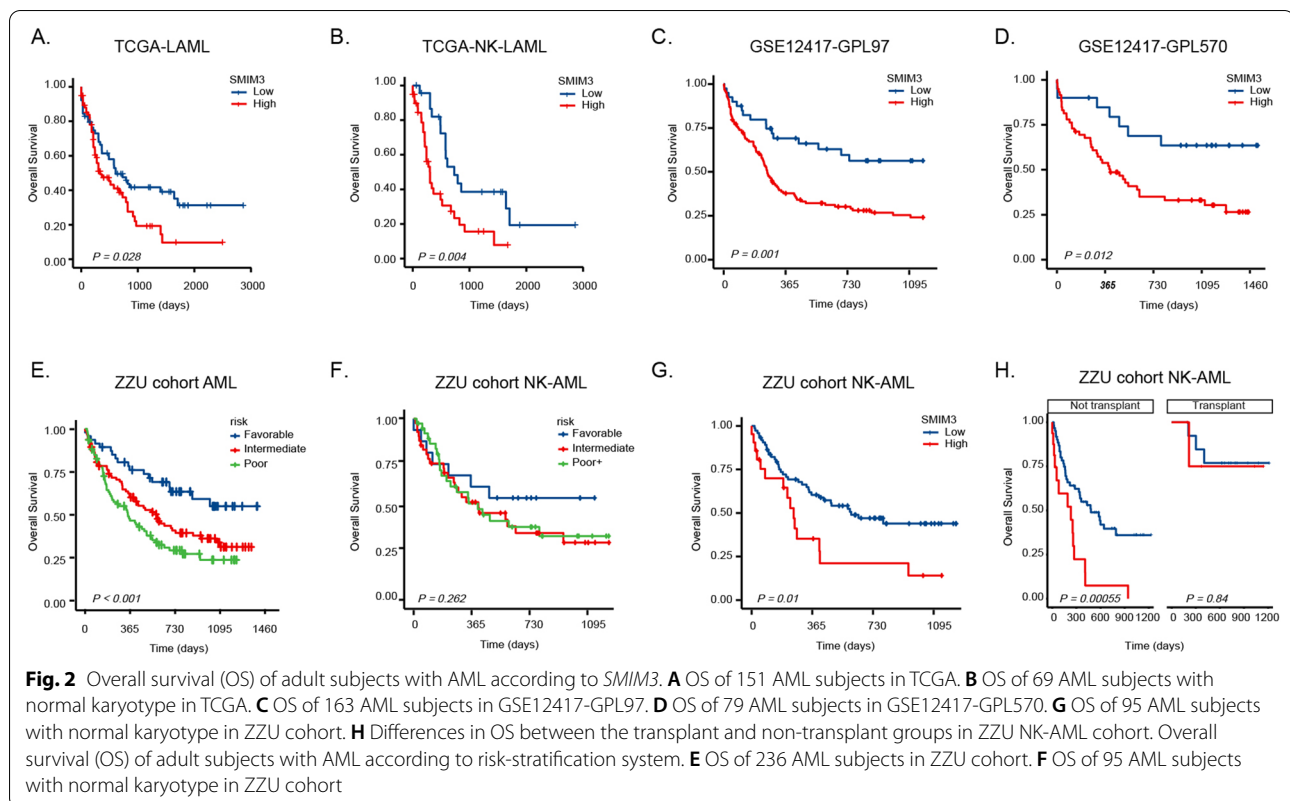 A.
TCGA-LAML
SMIM3
Low
High
1.00
0.80
0.60
0.40
0.20
0.00
Overall Survival
P = 0.028
0 1000 2000 3000
Time (days)
B.
TCGA-NK-LAML
SMIM3
Low
High
1.00
0.80
0.60
0.40
0.20
0.00
Overall Survival
P = 0.004
0 1000 2000 3000
Time (days)
C.
GSE12417-GPL97
SMIM3
Low
High
1.00
0.75
0.50
0.25
0.00
Overall Survival
P = 0.001
0 365 730 1095
Time (days)
D.
GSE12417-GPL570
SMIM3
Low
High
1.00
0.75
0.50
0.25
0.00
Overall Survival
P = 0.012
0 365 730 1095 1460
Time (days)
E.
ZZU cohort AML
risk
Favorable
Intermediate
Poor
1.00
0.75
0.50
0.25
0.00
Overall Survival
P < 0.001
0 365 730 1095 1460
Time (days)
F.
ZZU cohort NK-AML
risk
Favorable
Intermediate
Poor+
1.00
0.75
0.50
0.25
0.00
Overall Survival
P = 0.262
0 365 730 1095
Time (days)
G.
ZZU cohort NK-AML
SMIM3
Low
High
1.00
0.75
0.50
0.25
0.00
Overall Survival
P = 0.01
0 365 730 1095
Time (days)
H.
ZZU cohort NK-AML
Not transplant Transplant
1.00
0.75
0.50
0.25
0.00
Overall Survival
P = 0.00055 P = 0.84
0 300 600 900 1200 0 300 600 900 1200
Time (days)
Fig. 2 Overall survival (OS) of adult subjects with AML according to SMIM3. A OS of 151 AML subjects in TCGA. B OS of 69 AML subjects with
normal karyotype in TCGA. C OS of 163 AML subjects in GSE12417-GPL97. D OS of 79 AML subjects in GSE12417-GPL570. G OS of 95 AML subjects
with normal karyotype in ZZU cohort. H Differences in OS between the transplant and non-transplant groups in ZZU NK-AML cohort. Overall
survival (OS) of adult subjects with AML according to risk-stratification system. E OS of 236 AML subjects in ZZU cohort. F OS of 95 AML subjects
with normal karyotype in ZZU cohort